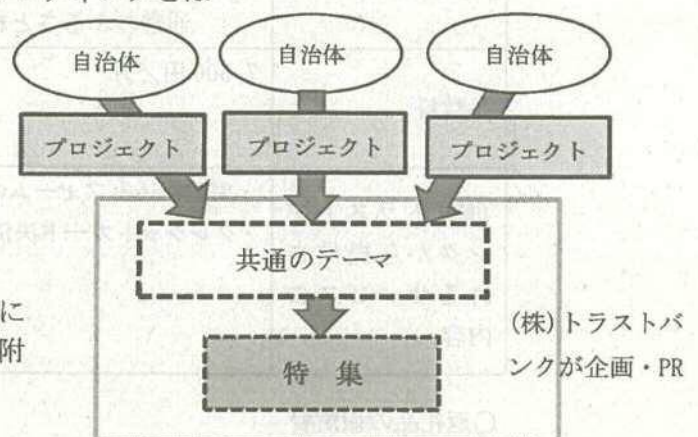 自治体 自治体 自治体
プロジェクト プロジェクト プロジェクト
共通のテーマ
に
附
特 集
(株)トラストバ
ンクが企画・PR